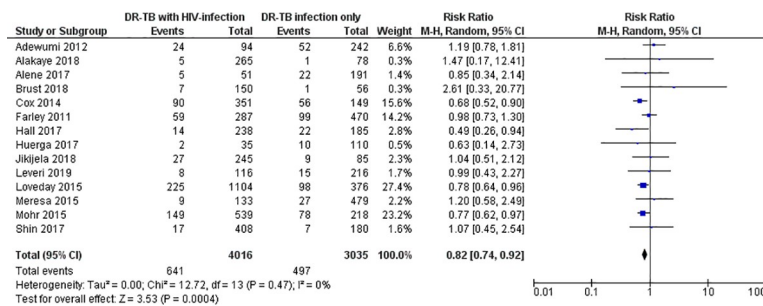 DR-TB with HIV-infection DR-TB infection only Risk Ratio Risk Ratio
Study or Subgroup Events Total Events Total Weight M-H, Random, 95% CI M-H, Random, 95% CI
Adewumi 2012 24 94 52 242 6.6% 1.19 [0.78, 1.81]
Alakaye 2018 5 265 1 78 0.3% 1.47 [0.17, 12.41]
Alene 2017 5 51 22 191 1.4% 0.85 [0.34, 2.14]
Brust 2018 7 150 1 56 0.3% 2.61 [0.33, 20.77]
Cox 2014 90 351 56 149 15.6% 0.68 [0.52, 0.90]
Farley 2011 59 287 99 470 14.2% 0.98 [0.73, 1.30]
Hall 2017 14 238 22 185 2.7% 0.49 [0.26, 0.94]
Huerga 2017 2 35 10 110 0.5% 0.63 [0.14, 2.73]
Jikijela 2018 27 245 9 85 2.3% 1.04 [0.51, 2.12]
Leveri 2019 8 116 15 216 1.6% 0.99 [0.43, 2.27]
Loveday 2015 225 1104 98 376 27.4% 0.78 [0.64, 0.96]
Meresa 2015 9 133 27 479 2.2% 1.20 [0.58, 2.49]
Mohr 2015 149 539 78 218 23.2% 0.77 [0.62, 0.97]
Shin 2017 17 408 7 180 1.6% 1.07 [0.45, 2.54]
Total (95% CI) 4016 3035 100.0% 0.82 [0.74, 0.92]
Total events 641 497
Heterogeneity: Tau² = 0.00; Chi² = 12.72, df = 13 (P = 0.47); I² = 0%
Test for overall effect: Z = 3.53 (P = 0.0004)
0.01 0.1 1 10 100